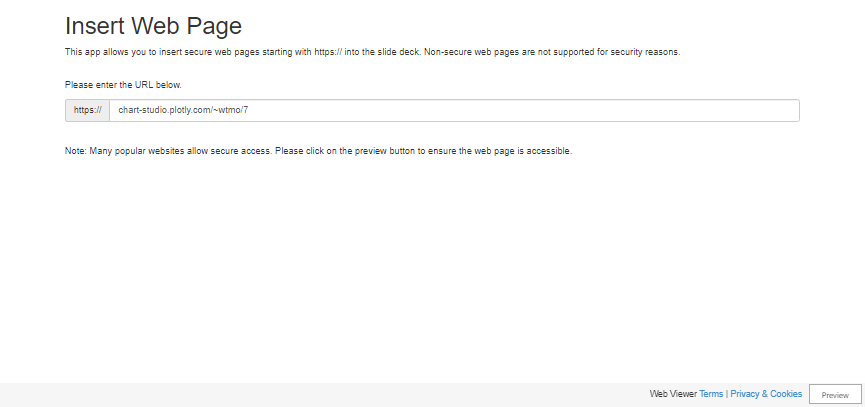 Insert Web Page
This app allows you to insert secure web pages starting with https:// into the slide deck. Non-secure web pages are not supported for security reasons.
Please enter the URL below.
https:// chart-studio.plotly.com/~wtmo/7
Note: Many popular websites allow secure access. Please click on the preview button to ensure the web page is accessible.
Web Viewer Terms | Privacy & Cookies Preview